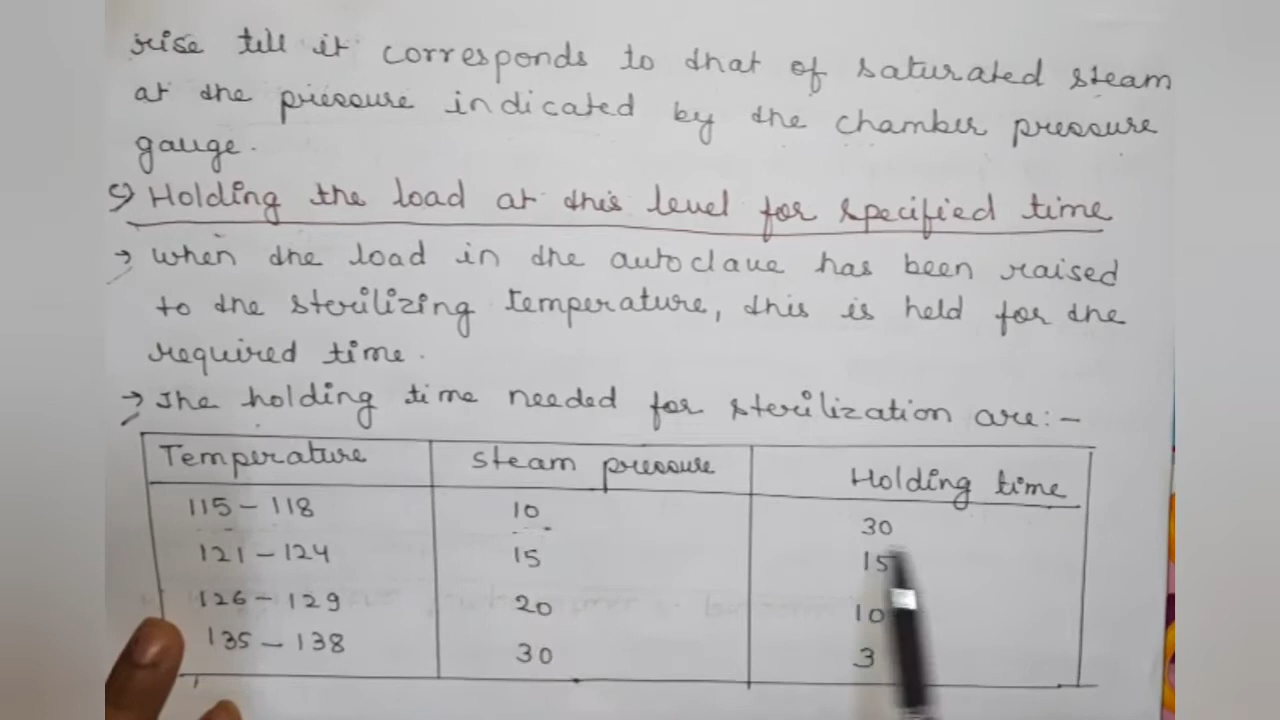 rise till it corresponds to that of saturated steam
at the pressure indicated by the chamber pressure
gauge.
c) Holding the load at this level for specified time
→ When the load in the autoclave has been raised
to the sterilizing temperature, this is held for the
required time.
→ The holding time needed for sterilization are:-
Temperature Steam pressure Holding time
115-118 10 30
121-124 15 15
126-129 20 10
135-138 30 3